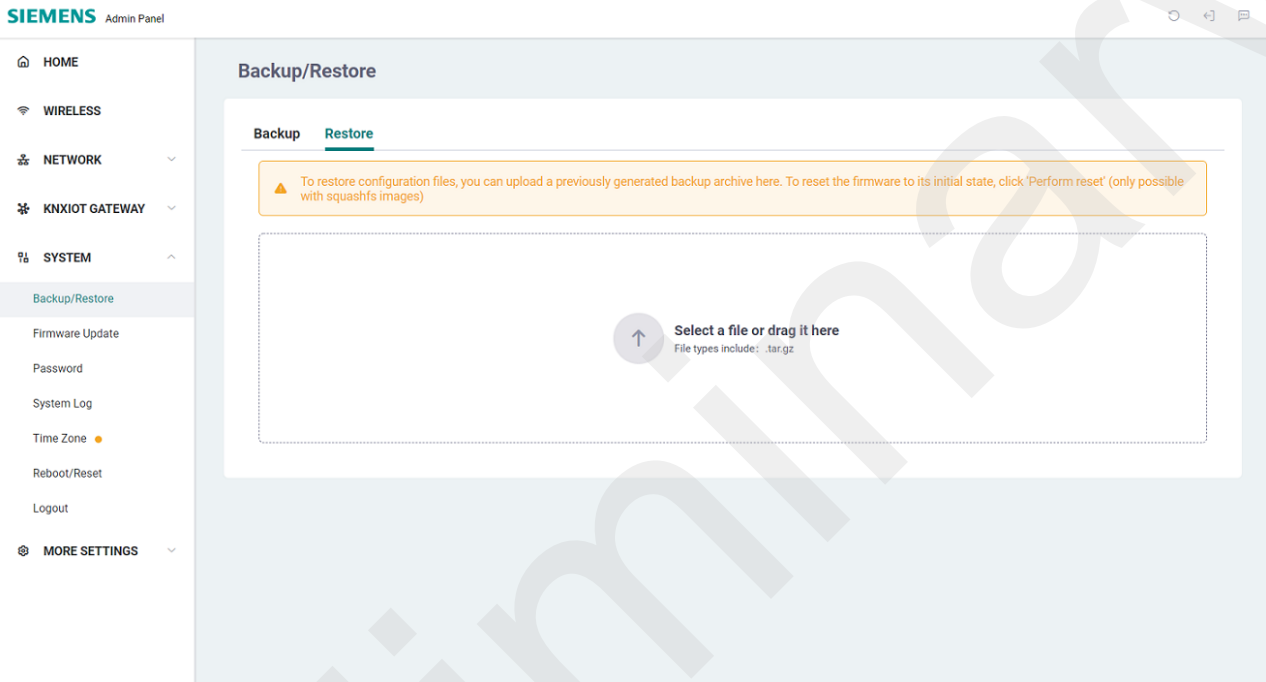 SIEMENS Admin Panel
HOME
WIRELESS
NETWORK
KNXIOT GATEWAY
SYSTEM
Backup/Restore
Firmware Update
Password
System Log
Time Zone
Reboot/Reset
Logout
MORE SETTINGS
Backup/Restore
Backup Restore
To restore configuration files, you can upload a previously generated backup archive here. To reset the firmware to its initial state, click 'Perform reset' (only possible
with squashfs images)
Select a file or drag it here
File types include: .tar.gz